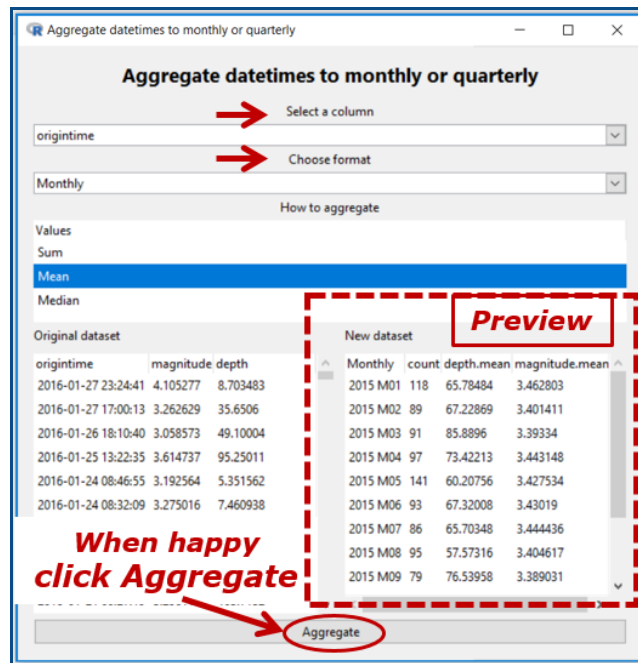 Aggregate datetimes to monthly or quarterly
Aggregate datetimes to monthly or quarterly
Select a column
origintime
Choose format
Monthly
How to aggregate
Values
Sum
Mean
Median
Preview
Original dataset
origintime magnitude depth
2016-01-27 23:24:41 4.105277 8.703483
2016-01-27 17:00:13 3.262629 35.6506
2016-01-26 18:10:40 3.058573 49.10004
2016-01-25 13:22:35 3.614737 95.25011
2016-01-24 08:46:55 3.192564 5.351562
2016-01-24 08:32:09 3.275016 7.460938
New dataset
Monthly count depth.mean magnitude.mean
2015 M01 118 65.78484 3.462803
2015 M02 89 67.22869 3.401411
2015 M03 91 85.8896 3.39334
2015 M04 97 73.42213 3.443148
2015 M05 141 60.20756 3.427534
2015 M06 93 67.32008 3.43019
2015 M07 86 65.70348 3.444436
2015 M08 95 57.57316 3.404617
2015 M09 79 76.53958 3.389031
When happy
click Aggregate
Aggregate